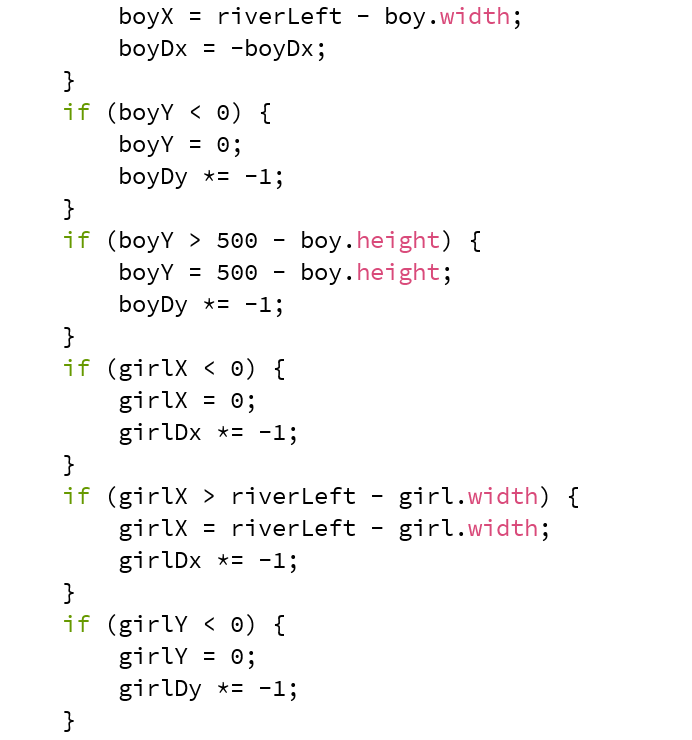 boyX = riverLeft - boy.width;
boyDx = -boyDx;
}
if (boyY < 0) {
boyY = 0;
boyDy *= -1;
}
if (boyY > 500 - boy.height) {
boyY = 500 - boy.height;
boyDy *= -1;
}
if (girlX < 0) {
girlX = 0;
girlDx *= -1;
}
if (girlX > riverLeft - girl.width) {
girlX = riverLeft - girl.width;
girlDx *= -1;
}
if (girlY < 0) {
girlY = 0;
girlDy *= -1;
}